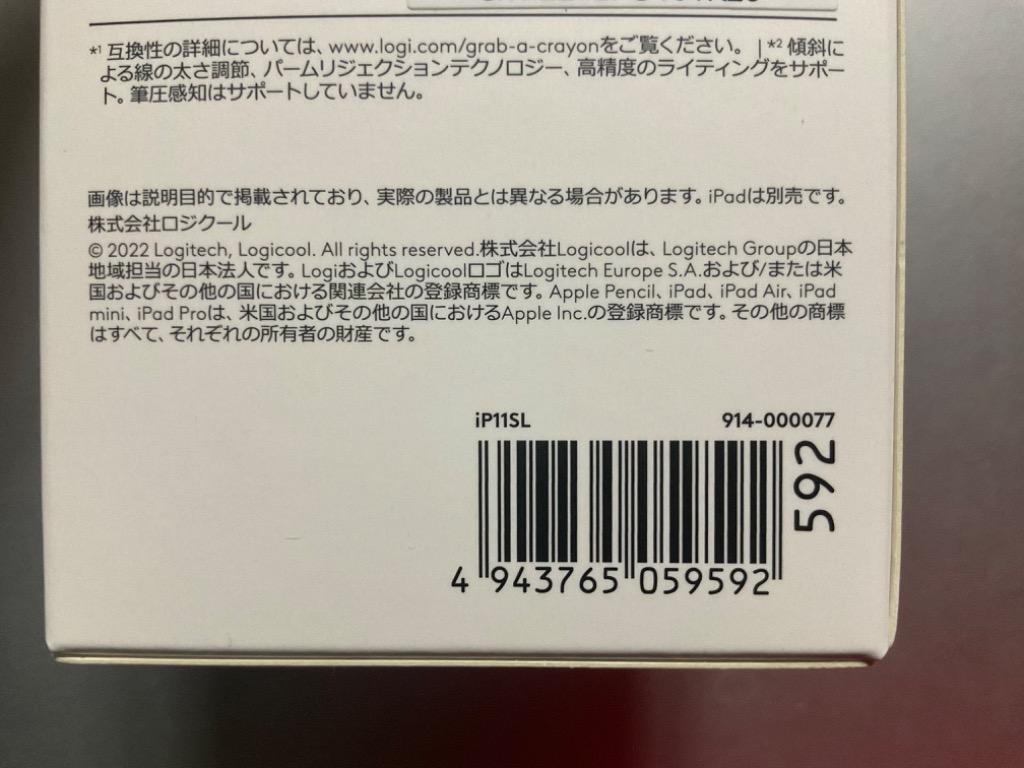 *¹ 互換性の詳細については、www.logi.com/grab-a-crayonをご覧ください。 | *² 傾斜に
よる線の太さ調節、パームリジェクションテクノロジー、高精度のライティングをサポー
ト。筆圧感知はサポートしていません。
画像は説明目的で掲載されており、実際の製品とは異なる場合があります。iPadは別売です。
株式会社ロジクール
© 2022 Logitech, Logicool. All rights reserved.株式会社Logicoolは、Logitech Groupの日本
地域担当の日本法人です。LogiおよびLogicoolロゴはLogitech Europe S.A.および/または米
国およびその他の国における関連会社の登録商標です。Apple Pencil、iPad、iPad Air、iPad
mini、iPad Proは、米国およびその他の国におけるApple Inc.の登録商標です。その他の商標
はすべて、それぞれの所有者の財産です。
iP11SL 914-000077
592
4 943765 059592